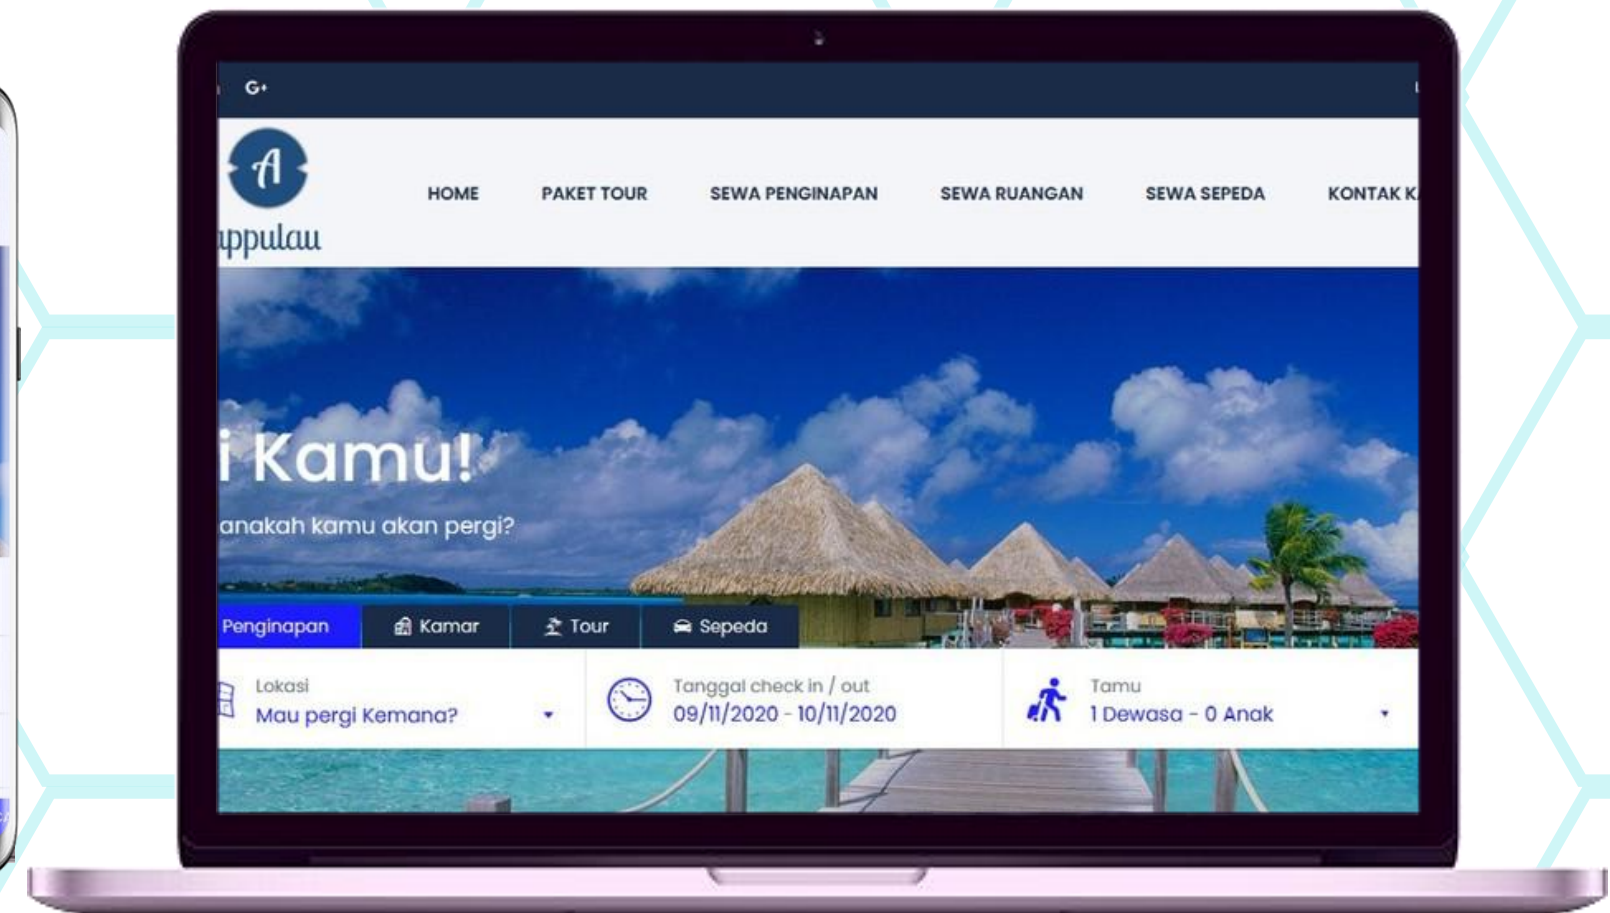 G+
A
appulau
HOME PAKET TOUR SEWA PENGINAPAN SEWA RUANGAN SEWA SEPEDA KONTAK K
i Kamu!
anakah kamu akan pergi?
Penginapan Kamar Tour Sepeda
Lokasi
Mau pergi Kemana?
Tanggal check in / out
09/11/2020 - 10/11/2020
Tamu
1 Dewasa - 0 Anak